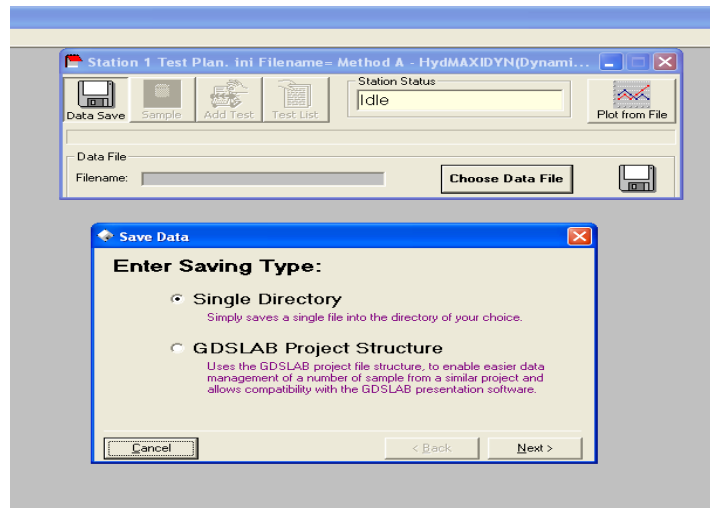 Station 1 Test Plan. ini Filename= Method A - HydMAXIDYN(Dynami...
Station Status
Idle
Data Save
Sample
Add Test
Test List
Plot from File
Data File
Filename:
Choose Data File
Save Data
Enter Saving Type:
Single Directory
Simply saves a single file into the directory of your choice.
GDSLAB Project Structure
Uses the GDSLAB project file structure, to enable easier data
management of a number of sample from a similar project and
allows compatibility with the GDSLAB presentation software.
Cancel
< Back
Next >